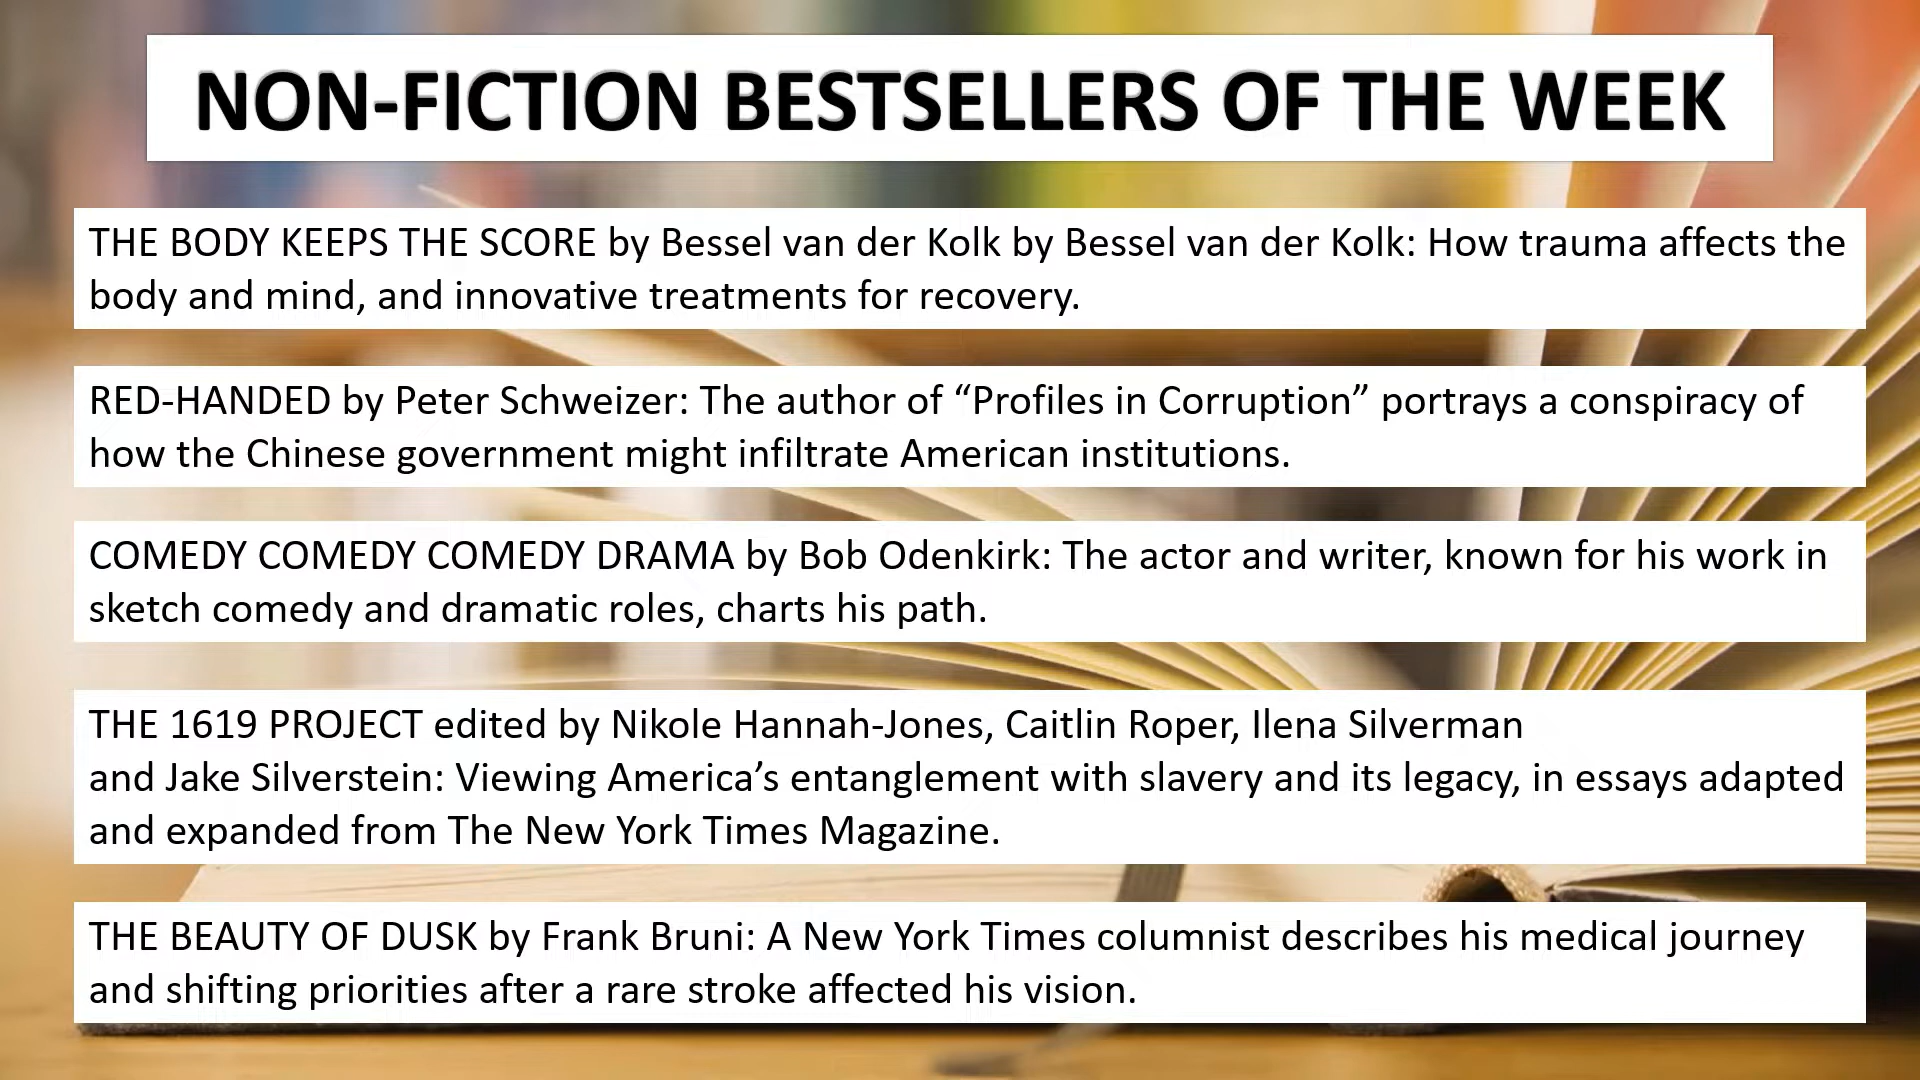 NON-FICTION BESTSELLERS OF THE WEEK
THE BODY KEEPS THE SCORE by Bessel van der Kolk by Bessel van der Kolk: How trauma affects the
body and mind, and innovative treatments for recovery.
RED-HANDED by Peter Schweizer: The author of “Profiles in Corruption” portrays a conspiracy of
how the Chinese government might infiltrate American institutions.
COMEDY COMEDY COMEDY DRAMA by Bob Odenkirk: The actor and writer, known for his work in
sketch comedy and dramatic roles, charts his path.
THE 1619 PROJECT edited by Nikole Hannah-Jones, Caitlin Roper, Ilena Silverman
and Jake Silverstein: Viewing America’s entanglement with slavery and its legacy, in essays adapted
and expanded from The New York Times Magazine.
THE BEAUTY OF DUSK by Frank Bruni: A New York Times columnist describes his medical journey
and shifting priorities after a rare stroke affected his vision.